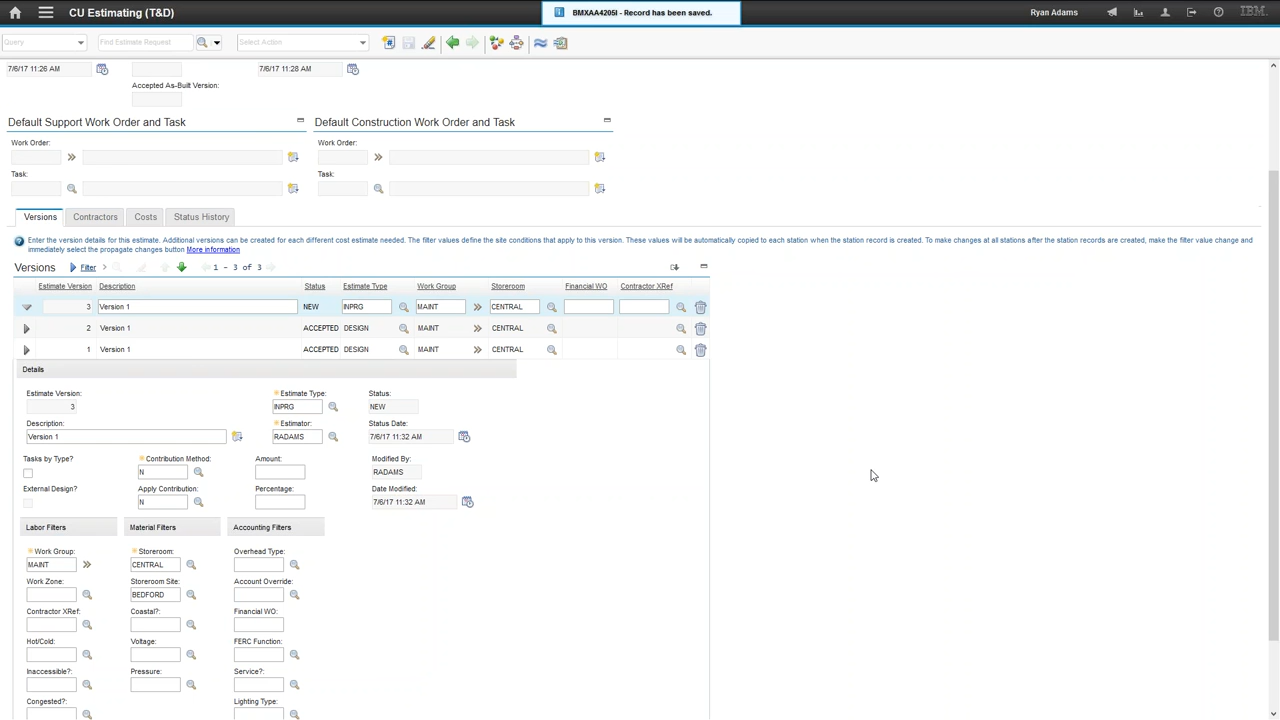 CU Estimating (T&D)
BMXAA4205I - Record has been saved.
Ryan Adams
IBM
Query
Find Estimate Request
Select Action
7/6/17 11:26 AM
7/6/17 11:28 AM
Accepted As-Built Version:
Default Support Work Order and Task
Default Construction Work Order and Task
Work Order:
Work Order:
Task:
Task:
Versions Contractors Costs Status History
Enter the version details for this estimate. Additional versions can be created for each different cost estimate needed. The filter values define the site conditions that apply to this version. These values will be automatically copied to each station when the station record is created. To make changes at all stations after the station records are created, make the filter value change and
immediately select the propagate changes button More information
Versions Filter 1 - 3 of 3
Estimate Version Description Status Estimate Type Work Group Storeroom Financial WO Contractor XRef
3 Version 1 NEW INPRG MAINT CENTRAL
2 Version 1 ACCEPTED DESIGN MAINT CENTRAL
1 Version 1 ACCEPTED DESIGN MAINT CENTRAL
Details
Estimate Version: * Estimate Type: Status:
3 INPRG NEW
Description: * Estimator: Status Date:
Version 1 RADAMS 7/6/17 11:32 AM
Tasks by Type? * Contribution Method: Amount: Modified By:
N RADAMS
External Design? Apply Contribution: Percentage: Date Modified:
N 7/6/17 11:32 AM
Labor Filters Material Filters Accounting Filters
* Work Group: * Storeroom: Overhead Type:
MAINT CENTRAL
Work Zone: Storeroom Site: Account Override:
BEDFORD
Contractor XRef: Coastal?: Financial WO:
Hot/Cold: Voltage: FERC Function:
Inaccessible?: Pressure: Service?:
Congested?: Lighting Type: